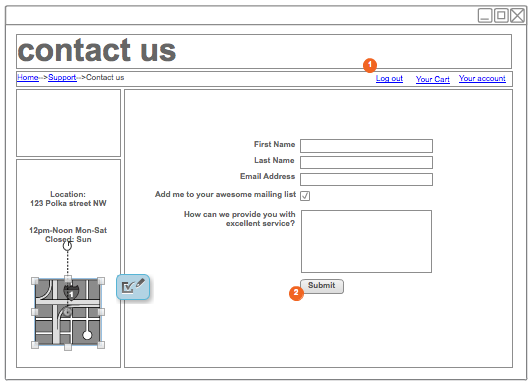 contact us
Home-->Support-->Contact us
1
Log out
Your Cart
Your account
First Name
Last Name
Email Address
Add me to your awesome mailing list
How can we provide you with
excellent service?
2
Submit
Location:
123 Polka street NW
12pm-Noon Mon-Sat
Closed: Sun
1